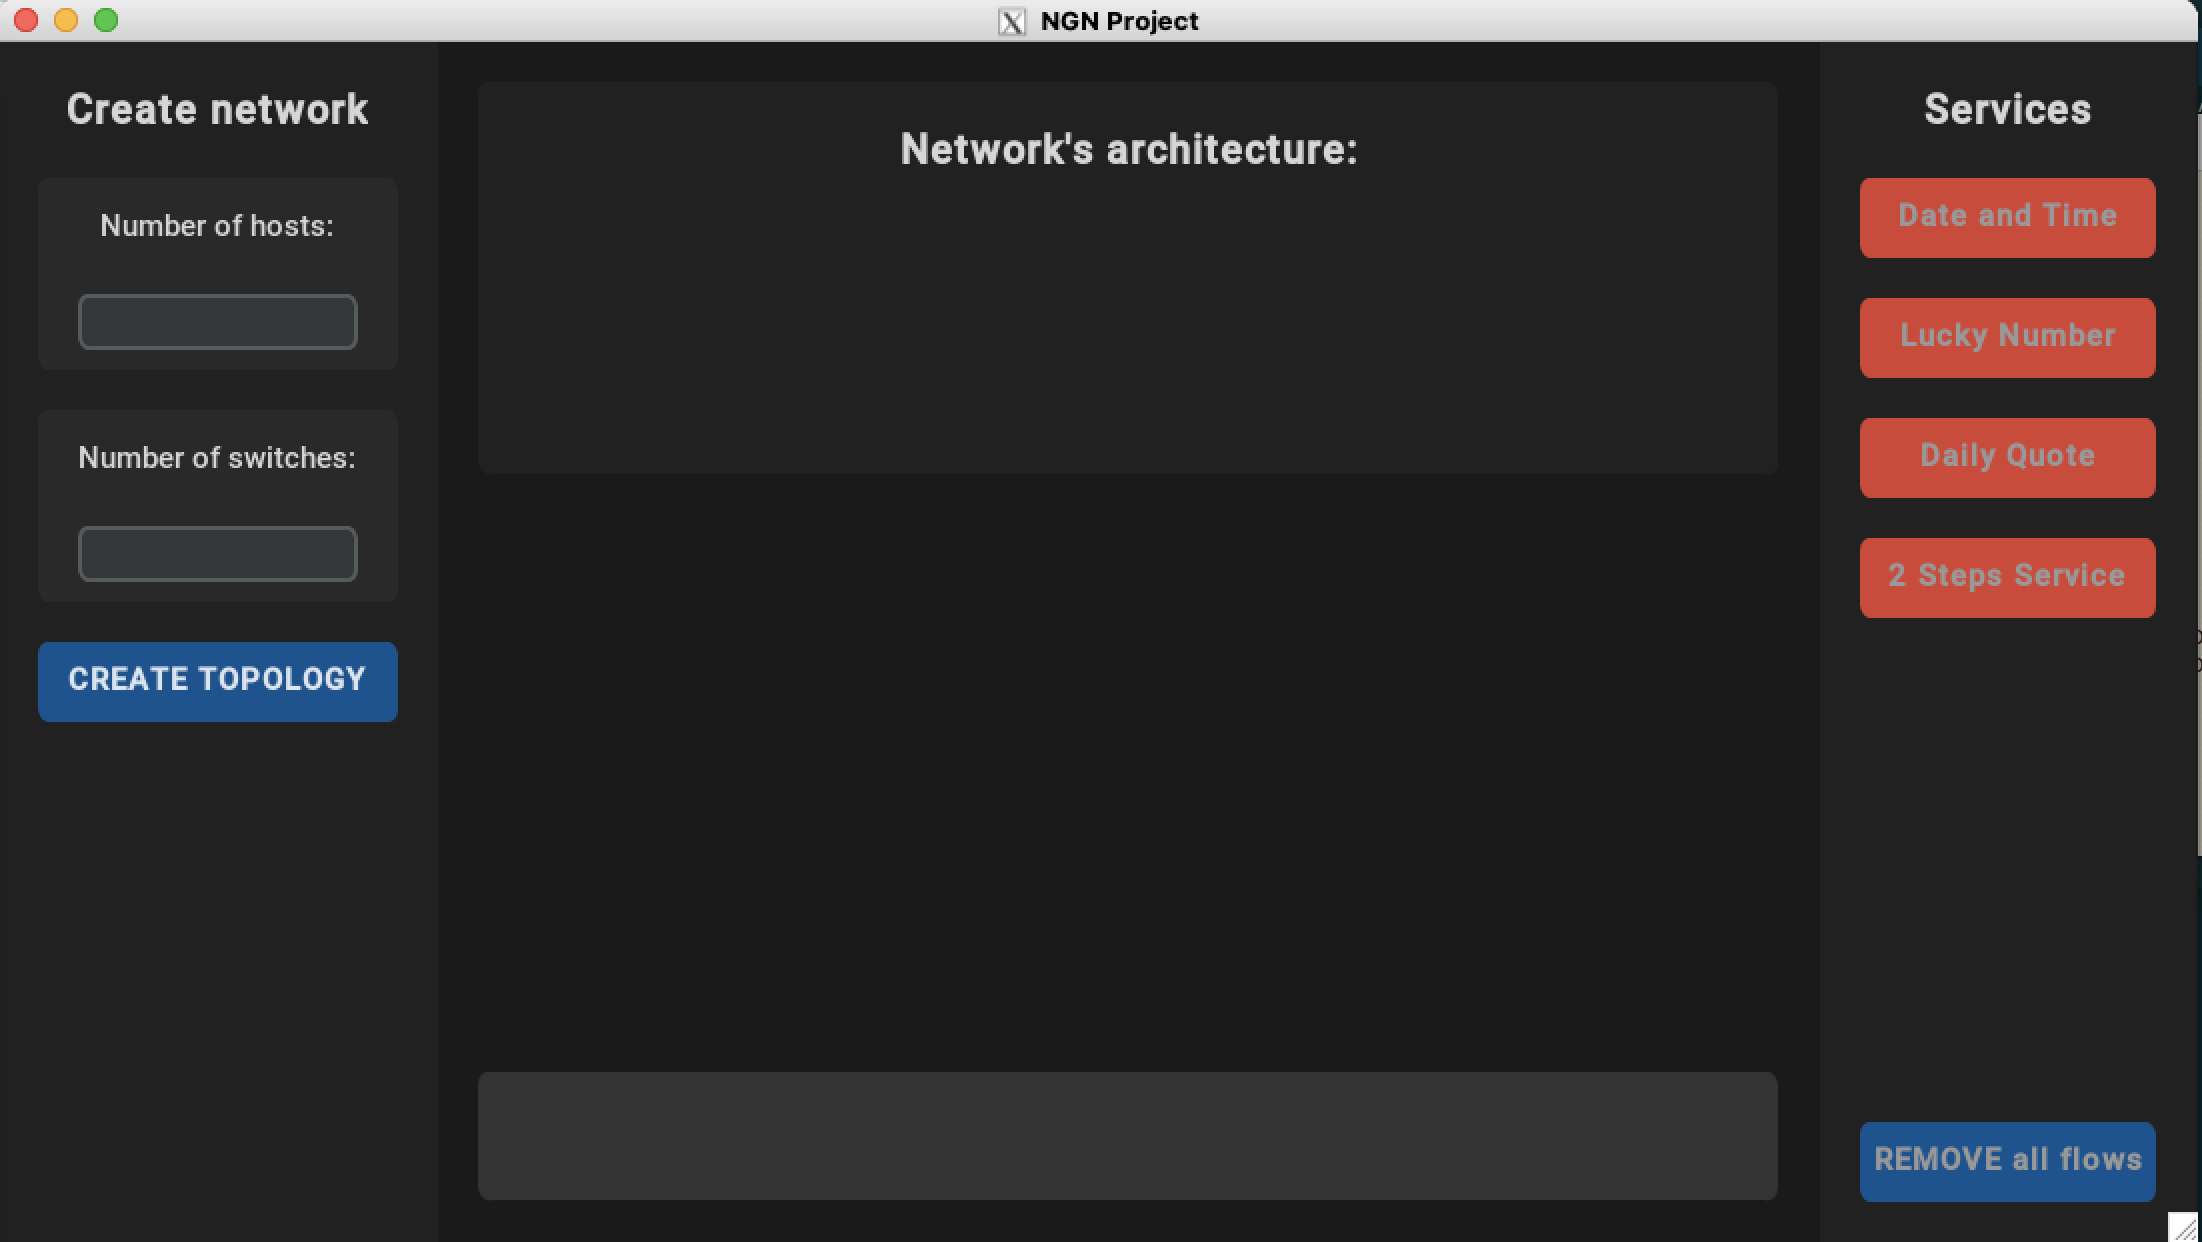 NGN Project
Create network
Number of hosts:
Number of switches:
CREATE TOPOLOGY
Network's architecture:
Services
Date and Time
Lucky Number
Daily Quote
2 Steps Service
REMOVE all flows